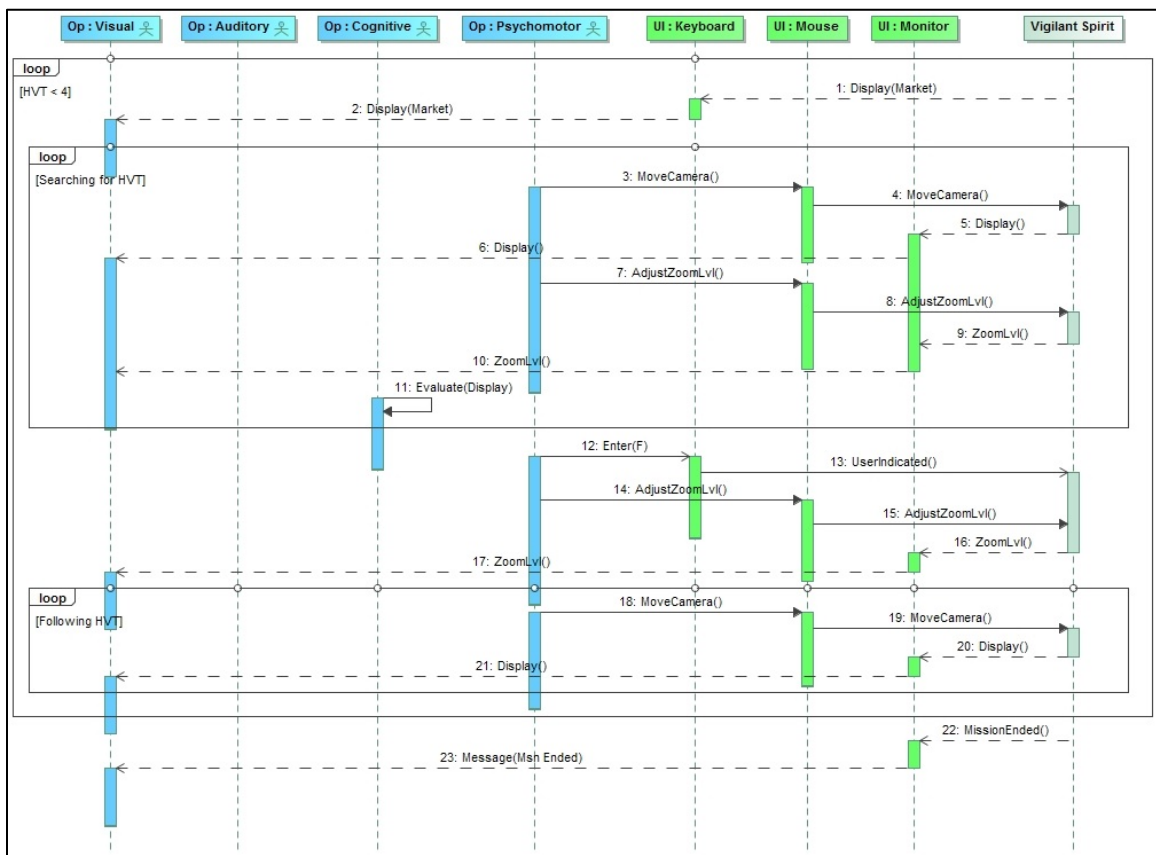 Op : Visual
Op : Auditory
Op : Cognitive
Op : Psychomotor
UI : Keyboard
UI : Mouse
UI : Monitor
Vigilant Spirit
loop
[HVT < 4]
1: Display(Market)
2: Display(Market)
loop
[Searching for HVT]
3: MoveCamera()
4: MoveCamera()
5: Display()
6: Display()
7: AdjustZoomLvl()
8: AdjustZoomLvl()
9: ZoomLvl()
10: ZoomLvl()
11: Evaluate(Display)
12: Enter(F)
13: UserIndicated()
14: AdjustZoomLvl()
15: AdjustZoomLvl()
16: ZoomLvl()
17: ZoomLvl()
loop
[Following HVT]
18: MoveCamera()
19: MoveCamera()
20: Display()
21: Display()
22: MissionEnded()
23: Message(Msh Ended)